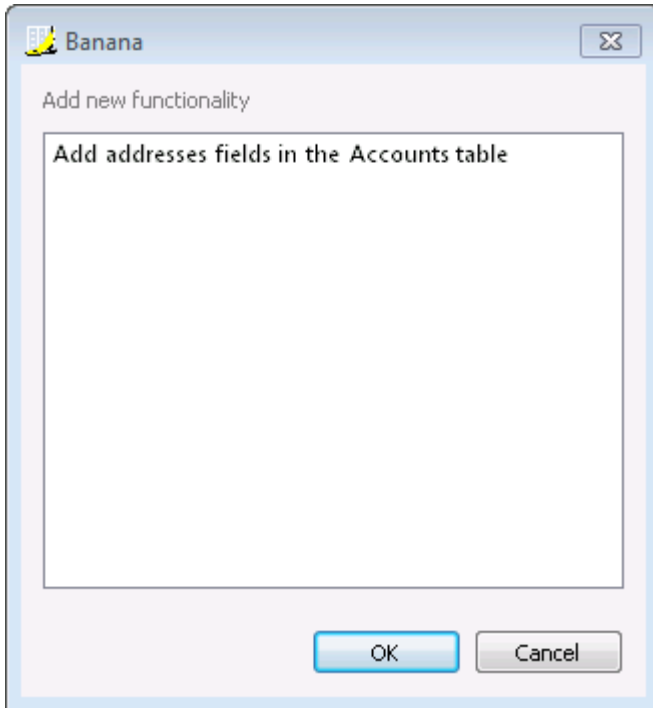 Banana
Add new functionality
Add addresses fields in the Accounts table
OK
Cancel